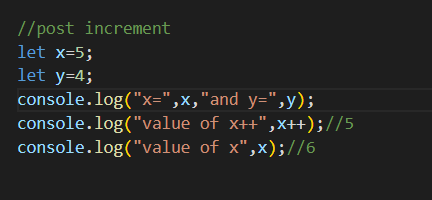 //post increment
let x=5;
let y=4;
console.log("x=",x,"and y=",y);
console.log("value of x++",x++);//5
console.log("value of x",x);//6